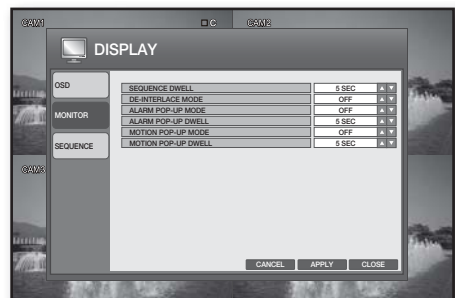 CAM1 C CAM2
DISPLAY
OSD
MONITOR
SEQUENCE
SEQUENCE DWELL 5 SEC
DE-INTERLACE MODE OFF
ALARM POP-UP MODE OFF
ALARM POP-UP DWELL 5 SEC
MOTION POP-UP MODE OFF
MOTION POP-UP DWELL 5 SEC
CAM3
CANCEL APPLY CLOSE